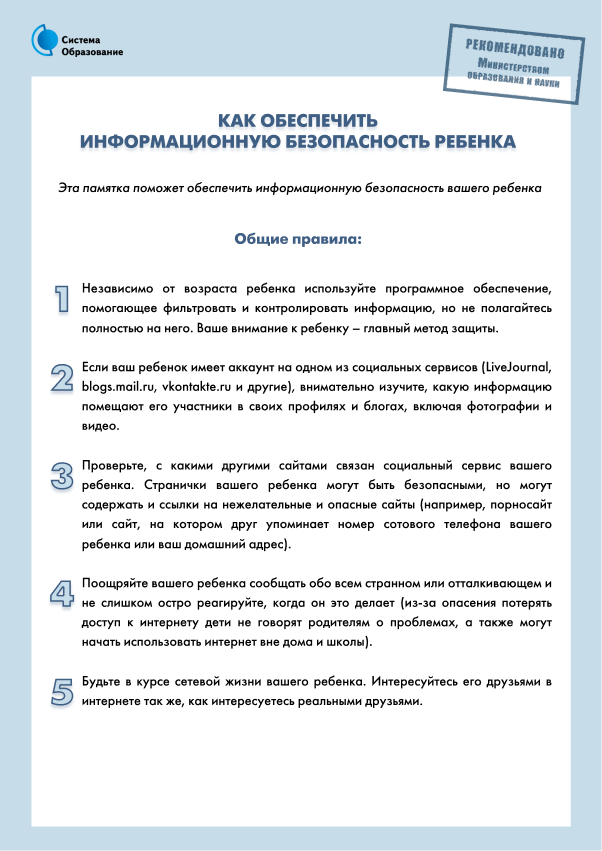 Система
Образование
РЕКОМЕНДОВАНО
Министерством
образования и науки
КАК ОБЕСПЕЧИТЬ
ИНФОРМАЦИОННУЮ БЕЗОПАСНОСТЬ РЕБЕНКА
Эта памятка поможет обеспечить информационную безопасность вашего ребенка
Общие правила:
1 Независимо от возраста ребенка используйте программное обеспечение,
помогающее фильтровать и контролировать информацию, но не полагайтесь
полностью на него. Ваше внимание к ребенку – главный метод защиты.
2 Если ваш ребенок имеет аккаунт на одном из социальных сервисов (LiveJournal,
blogs.mail.ru, vkontakte.ru и другие), внимательно изучите, какую информацию
помещают его участники в своих профилях и блогах, включая фотографии и
видео.
3 Проверьте, с какими другими сайтами связан социальный сервис вашего
ребенка. Странички вашего ребенка могут быть безопасными, но могут
содержать и ссылки на нежелательные и опасные сайты (например, порносайт
или сайт, на котором друг упоминает номер сотового телефона вашего
ребенка или ваш домашний адрес).
4 Поощряйте вашего ребенка сообщать обо всем странном или отталкивающем и
не слишком остро реагируйте, когда он это делает (из-за опасения потерять
доступ к интернету дети не говорят родителям о проблемах, а также могут
начать использовать интернет вне дома и школы).
5 Будьте в курсе сетевой жизни вашего ребенка. Интересуйтесь его друзьями в
интернете так же, как интересуетесь реальными друзьями.